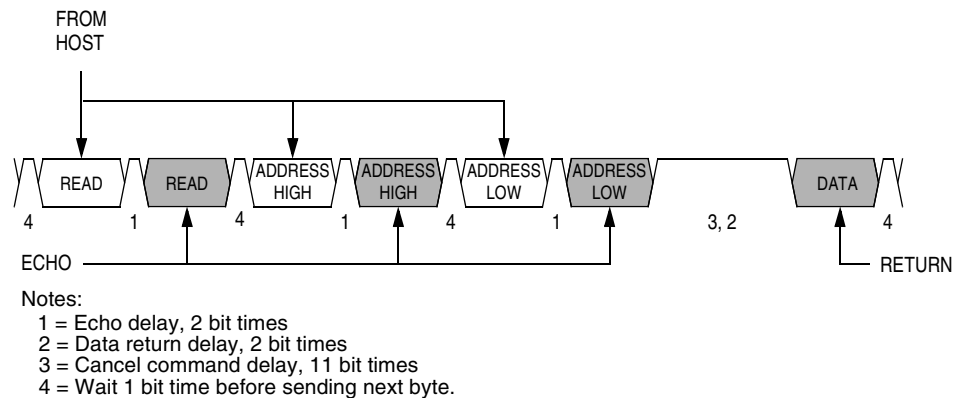 FROM
HOST
READ
READ
ADDRESS
HIGH
ADDRESS
HIGH
ADDRESS
LOW
ADDRESS
LOW
DATA
4
1
4
1
4
1
3, 2
4
ECHO
RETURN
Notes:
1 = Echo delay, 2 bit times
2 = Data return delay, 2 bit times
3 = Cancel command delay, 11 bit times
4 = Wait 1 bit time before sending next byte.